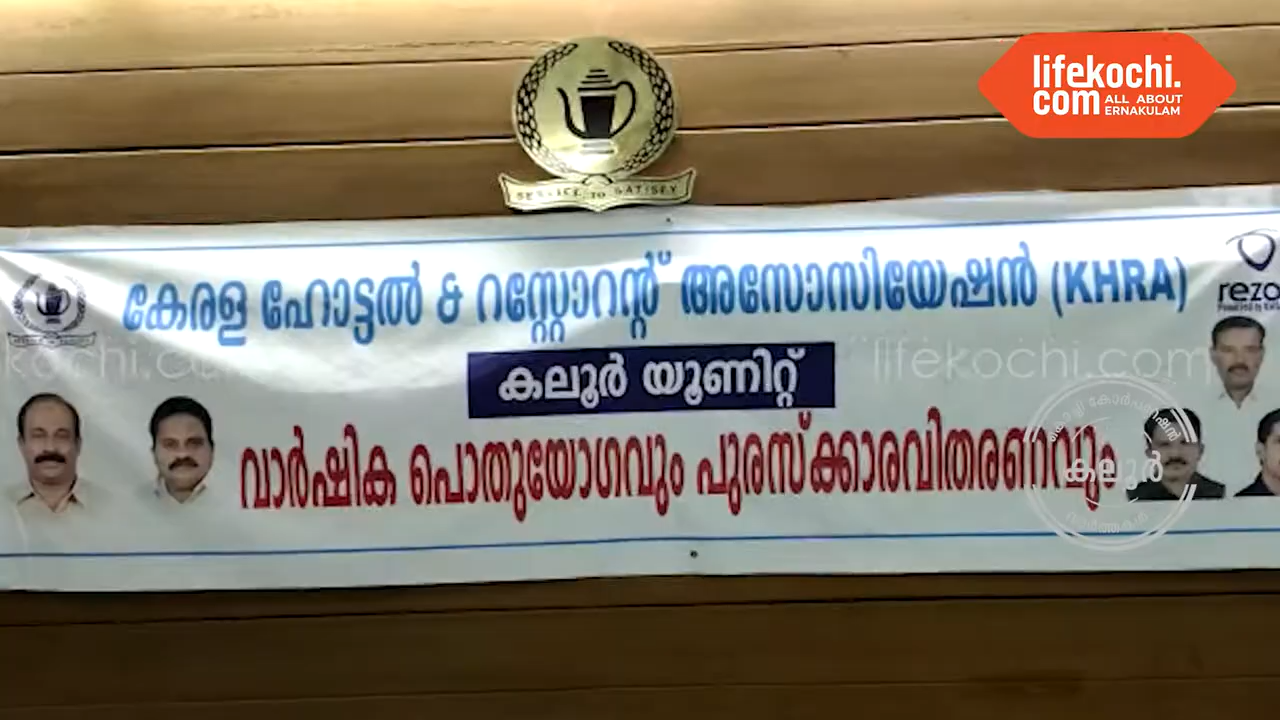 lifekochi.
com ALL ABOUT
ERNAKULAM
SERVICE TO SATISFY
കേരള ഹോട്ടൽ & റസ്റ്റോറന്റ് അസോസിയേഷൻ (KHRA)
rezo
കലൂർ യൂണിറ്റ്
lifekochi.com
വാർഷിക പൊതുയോഗവും പുരസ്ക്കാരവിതരണവും
കലൂർ